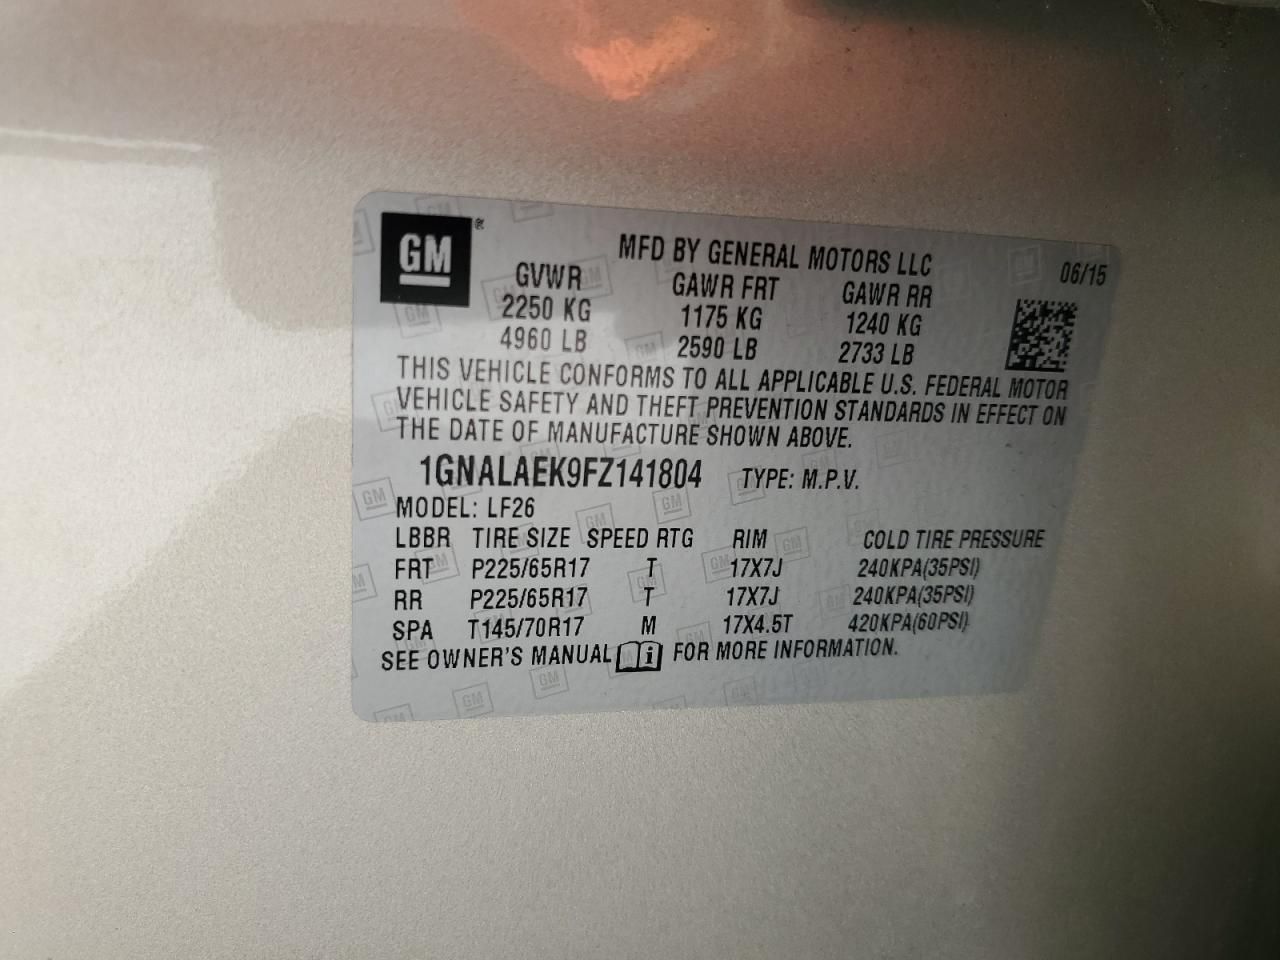 GM®
MFD BY GENERAL MOTORS LLC
06/15
GVWR GAWR FRT GAWR RR
2250 KG 1175 KG 1240 KG
4960 LB 2590 LB 2733 LB
THIS VEHICLE CONFORMS TO ALL APPLICABLE U.S. FEDERAL MOTOR
VEHICLE SAFETY AND THEFT PREVENTION STANDARDS IN EFFECT ON
THE DATE OF MANUFACTURE SHOWN ABOVE.
1GNALAEK9FZ141804 TYPE: M.P.V.
MODEL: LF26
LBBR TIRE SIZE SPEED RTG RIM COLD TIRE PRESSURE
FRT P225/65R17 T 17X7J 240KPA(35PSI)
RR P225/65R17 T 17X7J 240KPA(35PSI)
SPA T145/70R17 M 17X4.5T 420KPA(60PSI)
SEE OWNER'S MANUAL i FOR MORE INFORMATION.